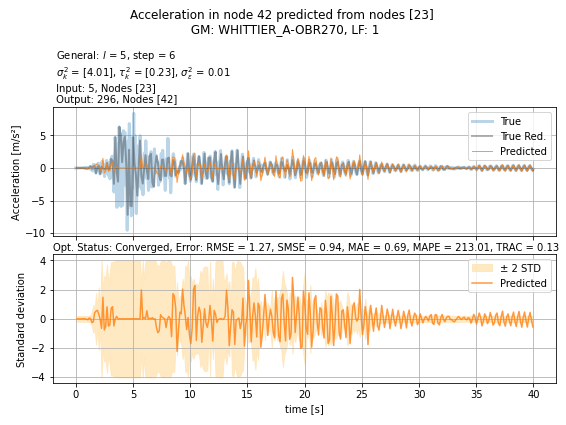 Acceleration in node 42 predicted from nodes [23]
GM: WHITTIER_A-OBR270, LF: 1
General: l = 5, step = 6
σ²ₖ = [4.01], τ²ₖ = [0.23], σ²ε = 0.01
Input: 5, Nodes [23]
Output: 296, Nodes [42]
True
True Red.
Predicted
Acceleration [m/s²]
5
0
−5
−10
Opt. Status: Converged, Error: RMSE = 1.27, SMSE = 0.94, MAE = 0.69, MAPE = 213.01, TRAC = 0.13
± 2 STD
Predicted
Standard deviation
4
2
0
−2
−4
0 5 10 15 20 25 30 35 40
time [s]